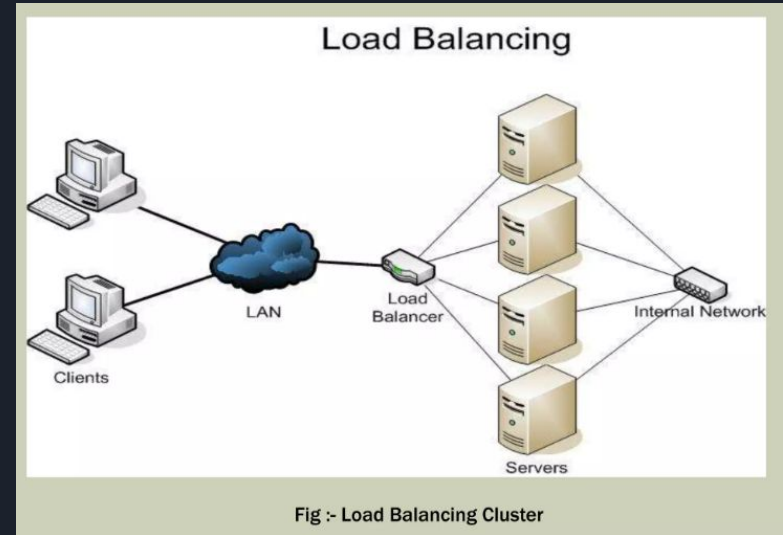 Load Balancing
LAN
Load
Balancer
Internal Network
Clients
Servers
Fig :- Load Balancing Cluster